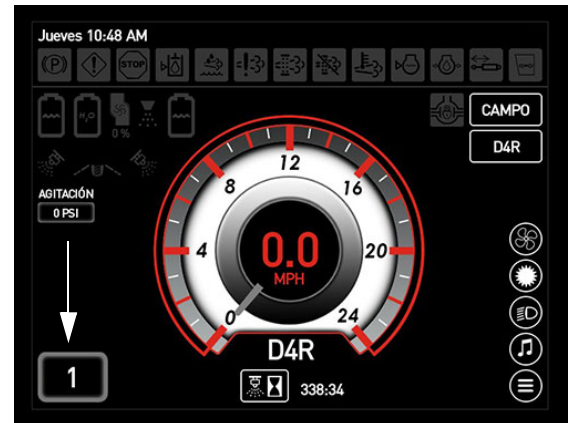 Jueves 10:48 AM
(P)
STOP
H₂O
0 %
CAMPO
D4R
AGITACIÓN
0 PSI
12
8
16
4
20
0
24
0.0
MPH
D4R
1
338:34